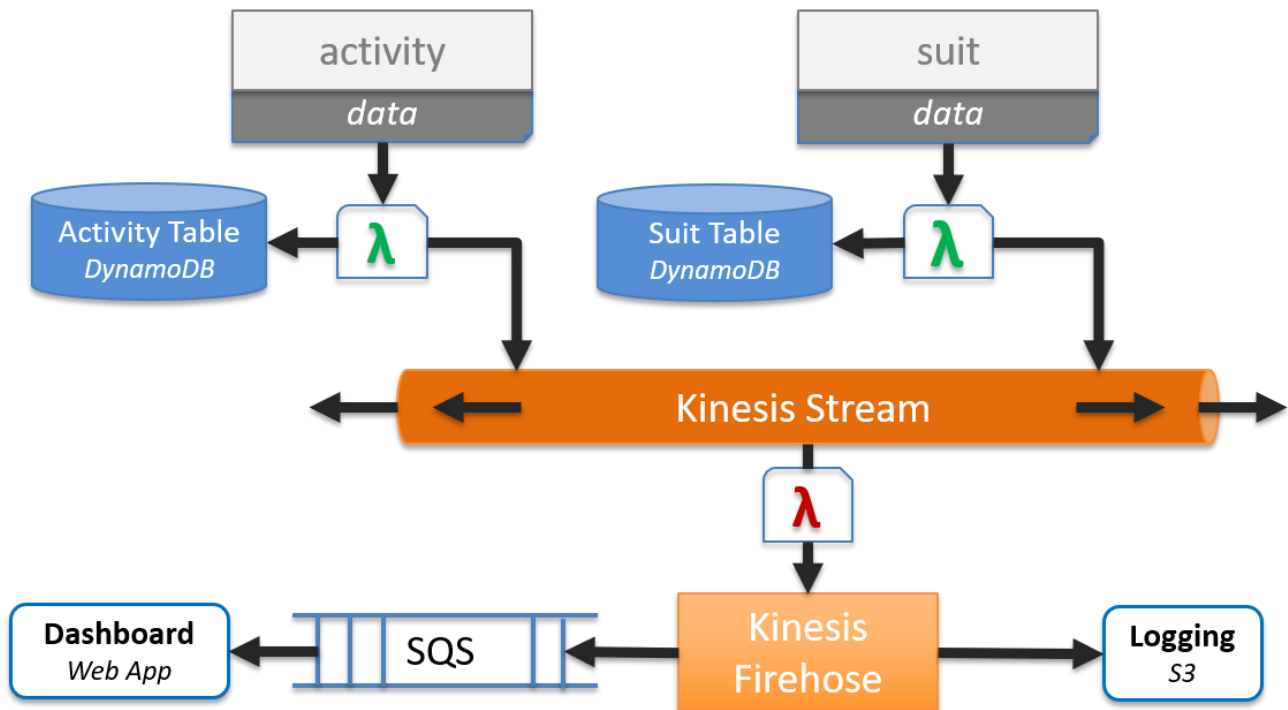 activity
data
suit
data
Activity Table
DynamoDB
λ
Suit Table
DynamoDB
λ
Kinesis Stream
λ
Dashboard
Web App
SQS
Kinesis
Firehose
Logging
S3